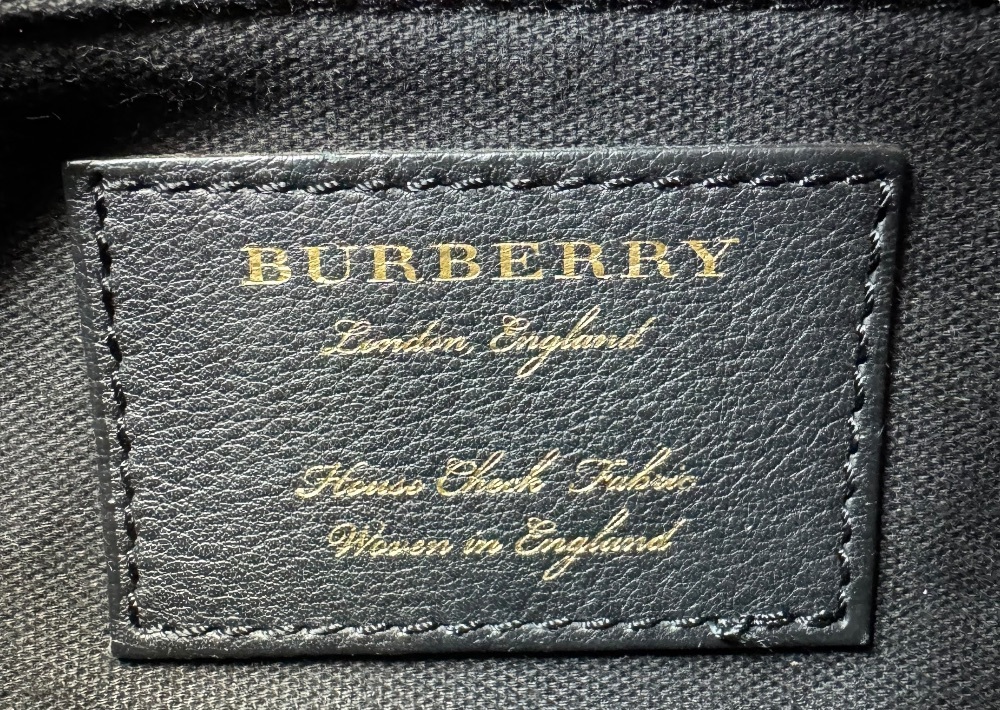 BURBERRY
London, England
House Check Fabric
Woven in England